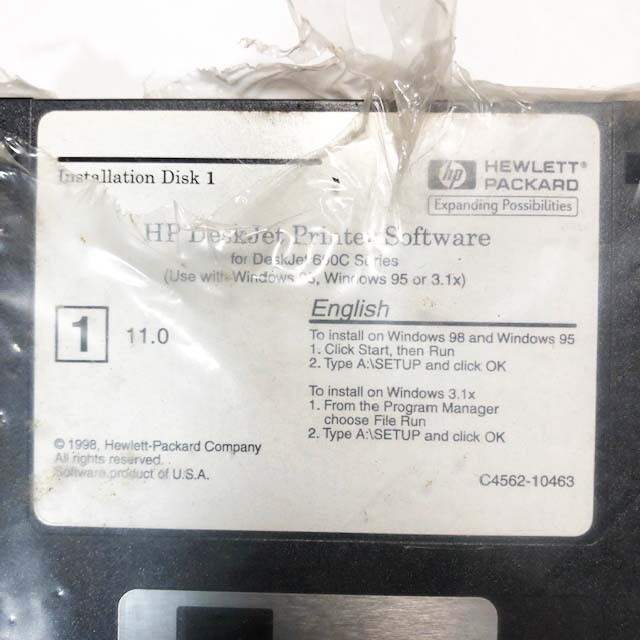 Installation Disk 1
hp HEWLETT®
PACKARD
Expanding Possibilities
HP DeskJet Printer Software
for DeskJet 690C Series
(Use with Windows 95, Windows 95 or 3.1x)
1
11.0
English
To install on Windows 98 and Windows 95
1. Click Start, then Run
2. Type A:\SETUP and click OK
To install on Windows 3.1x
1. From the Program Manager
choose File Run
2. Type A:\SETUP and click OK
© 1998, Hewlett-Packard Company
All rights reserved.
Software product of U.S.A.
C4562-10463